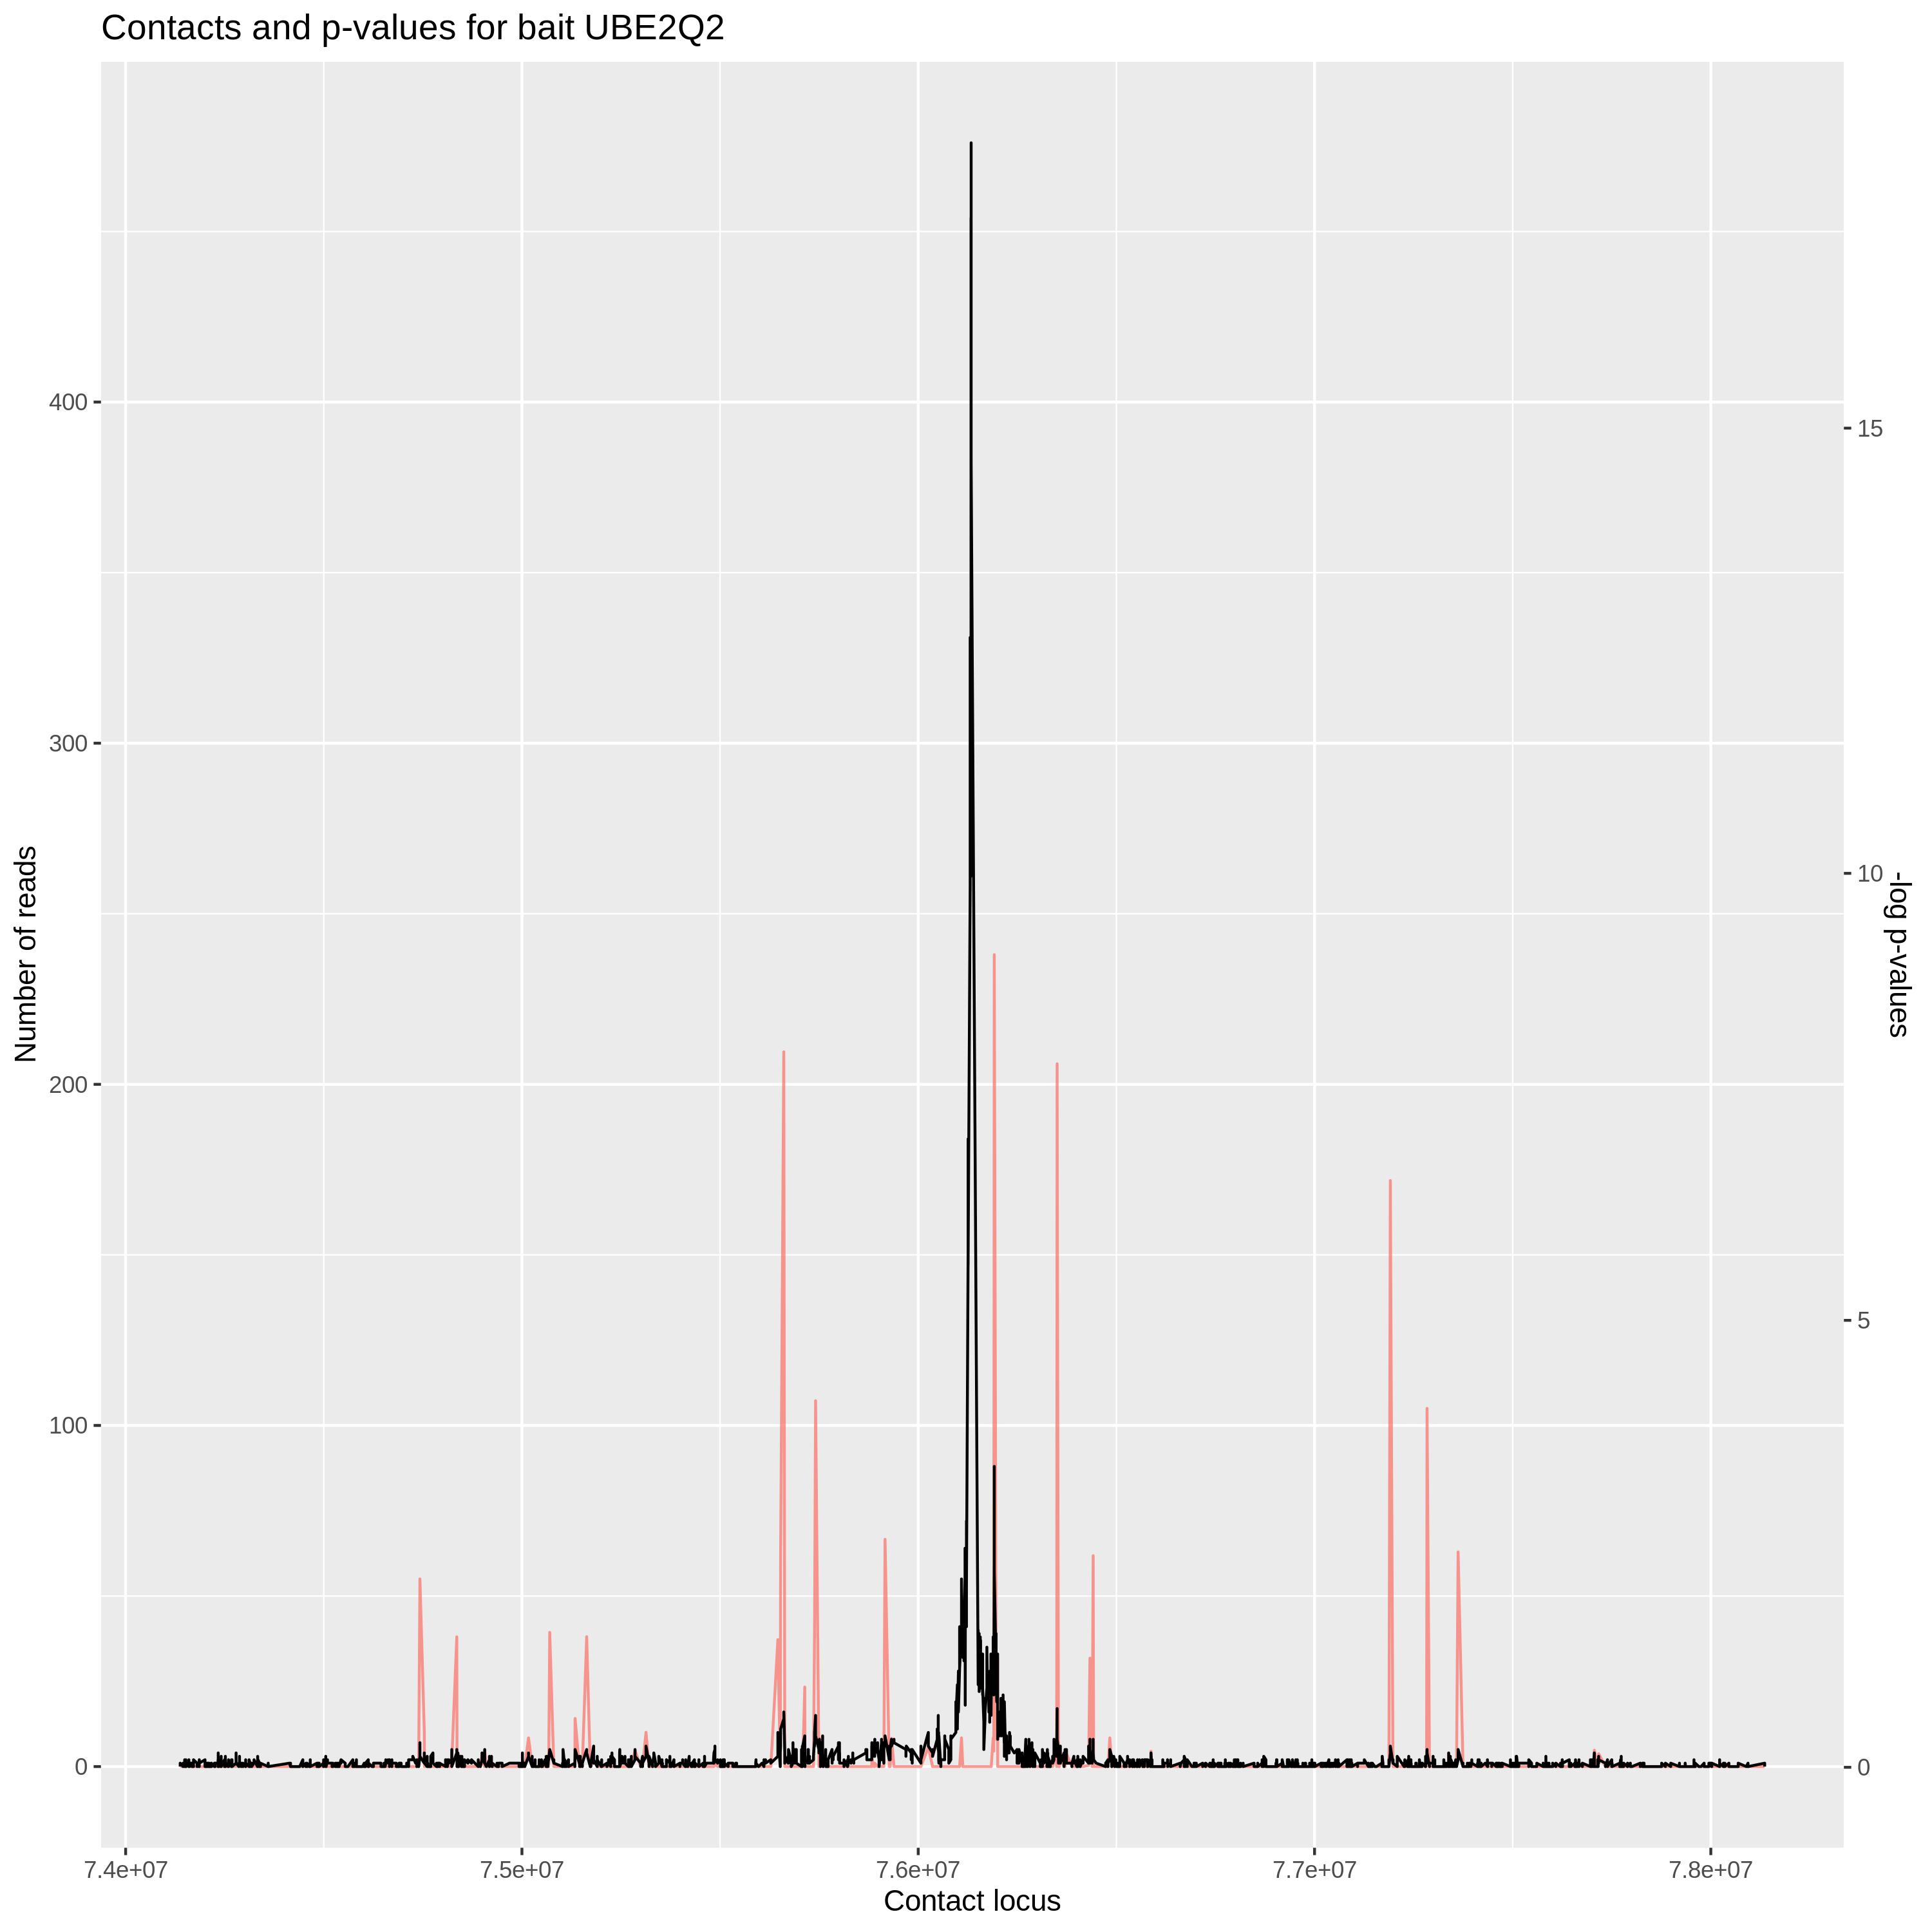 Contacts and p-values for bait UBE2Q2
Number of reads
400
300
200
100
0
15
10
5
0
-log p-values
7.4e+07
7.5e+07
7.6e+07
7.7e+07
7.8e+07
Contact locus